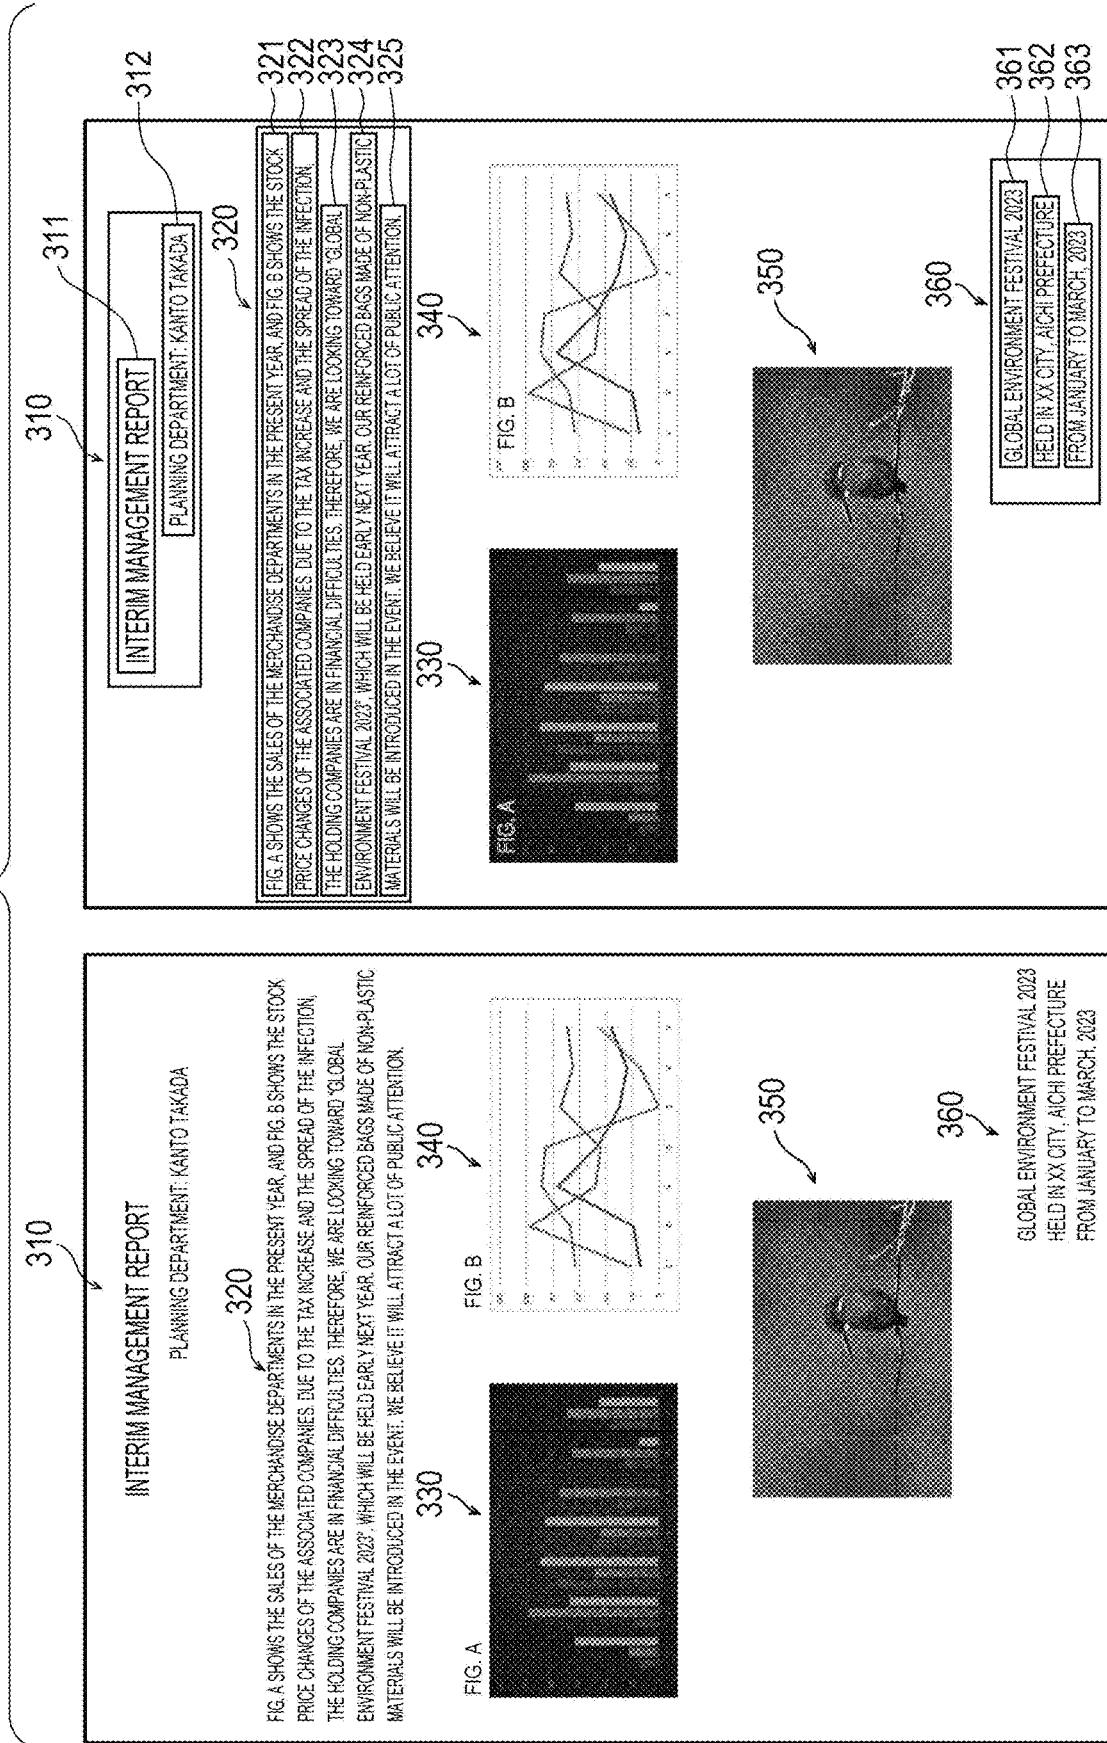 310
INTERIM MANAGEMENT REPORT
PLANNING DEPARTMENT: KANTO TAKADA
320
FIG. A SHOWS THE SALES OF THE MERCHANDISE DEPARTMENTS IN THE PRESENT YEAR, AND FIG. B SHOWS THE STOCK
PRICE CHANGES OF THE ASSOCIATED COMPANIES. DUE TO THE TAX INCREASE AND THE SPREAD OF THE INFECTION,
THE HOLDING COMPANIES ARE IN FINANCIAL DIFFICULTIES. THEREFORE, WE ARE LOOKING TOWARD "GLOBAL
ENVIRONMENT FESTIVAL 2023", WHICH WILL BE HELD EARLY NEXT YEAR. OUR REINFORCED BAGS MADE OF NON-PLASTIC
MATERIALS WILL BE INTRODUCED IN THE EVENT. WE BELIEVE IT WILL ATTRACT A LOT OF PUBLIC ATTENTION.
330
340
FIG. A
FIG. B
350
360
GLOBAL ENVIRONMENT FESTIVAL 2023
HELD IN XX CITY, AICHI PREFECTURE
FROM JANUARY TO MARCH, 2023
310
311
312
INTERIM MANAGEMENT REPORT
PLANNING DEPARTMENT: KANTO TAKADA
320
FIG. A SHOWS THE SALES OF THE MERCHANDISE DEPARTMENTS IN THE PRESENT YEAR, AND FIG. B SHOWS THE STOCK 321
PRICE CHANGES OF THE ASSOCIATED COMPANIES. DUE TO THE TAX INCREASE AND THE SPREAD OF THE INFECTION, 322
THE HOLDING COMPANIES ARE IN FINANCIAL DIFFICULTIES. THEREFORE, WE ARE LOOKING TOWARD "GLOBAL 323
ENVIRONMENT FESTIVAL 2023", WHICH WILL BE HELD EARLY NEXT YEAR. OUR REINFORCED BAGS MADE OF NON-PLASTIC 324
MATERIALS WILL BE INTRODUCED IN THE EVENT. WE BELIEVE IT WILL ATTRACT A LOT OF PUBLIC ATTENTION. 325
330
340
FIG. A
FIG. B
350
360
GLOBAL ENVIRONMENT FESTIVAL 2023 361
HELD IN XX CITY, AICHI PREFECTURE 362
FROM JANUARY TO MARCH, 2023 363